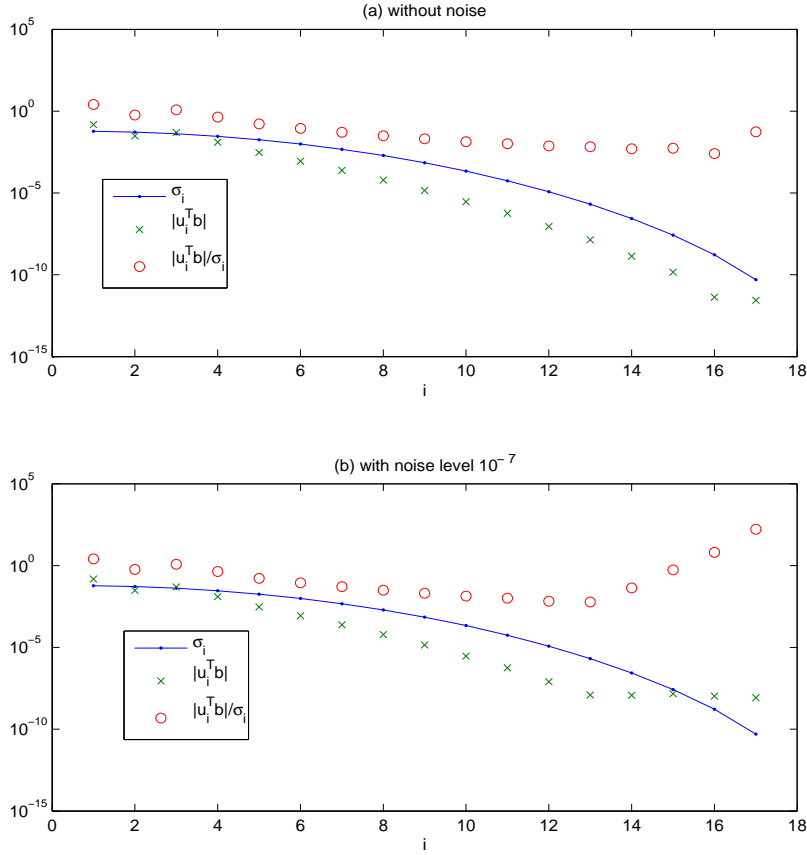 (a) without noise
10^5
10^0
10^−5
10^−10
10^−15
σ_i
|u_i^T b|
|u_i^T b|/σ_i
0 2 4 6 8 10 12 14 16 18
i
(b) with noise level 10^−7
10^5
10^0
10^−5
10^−10
10^−15
σ_i
|u_i^T b|
|u_i^T b|/σ_i
0 2 4 6 8 10 12 14 16 18
i